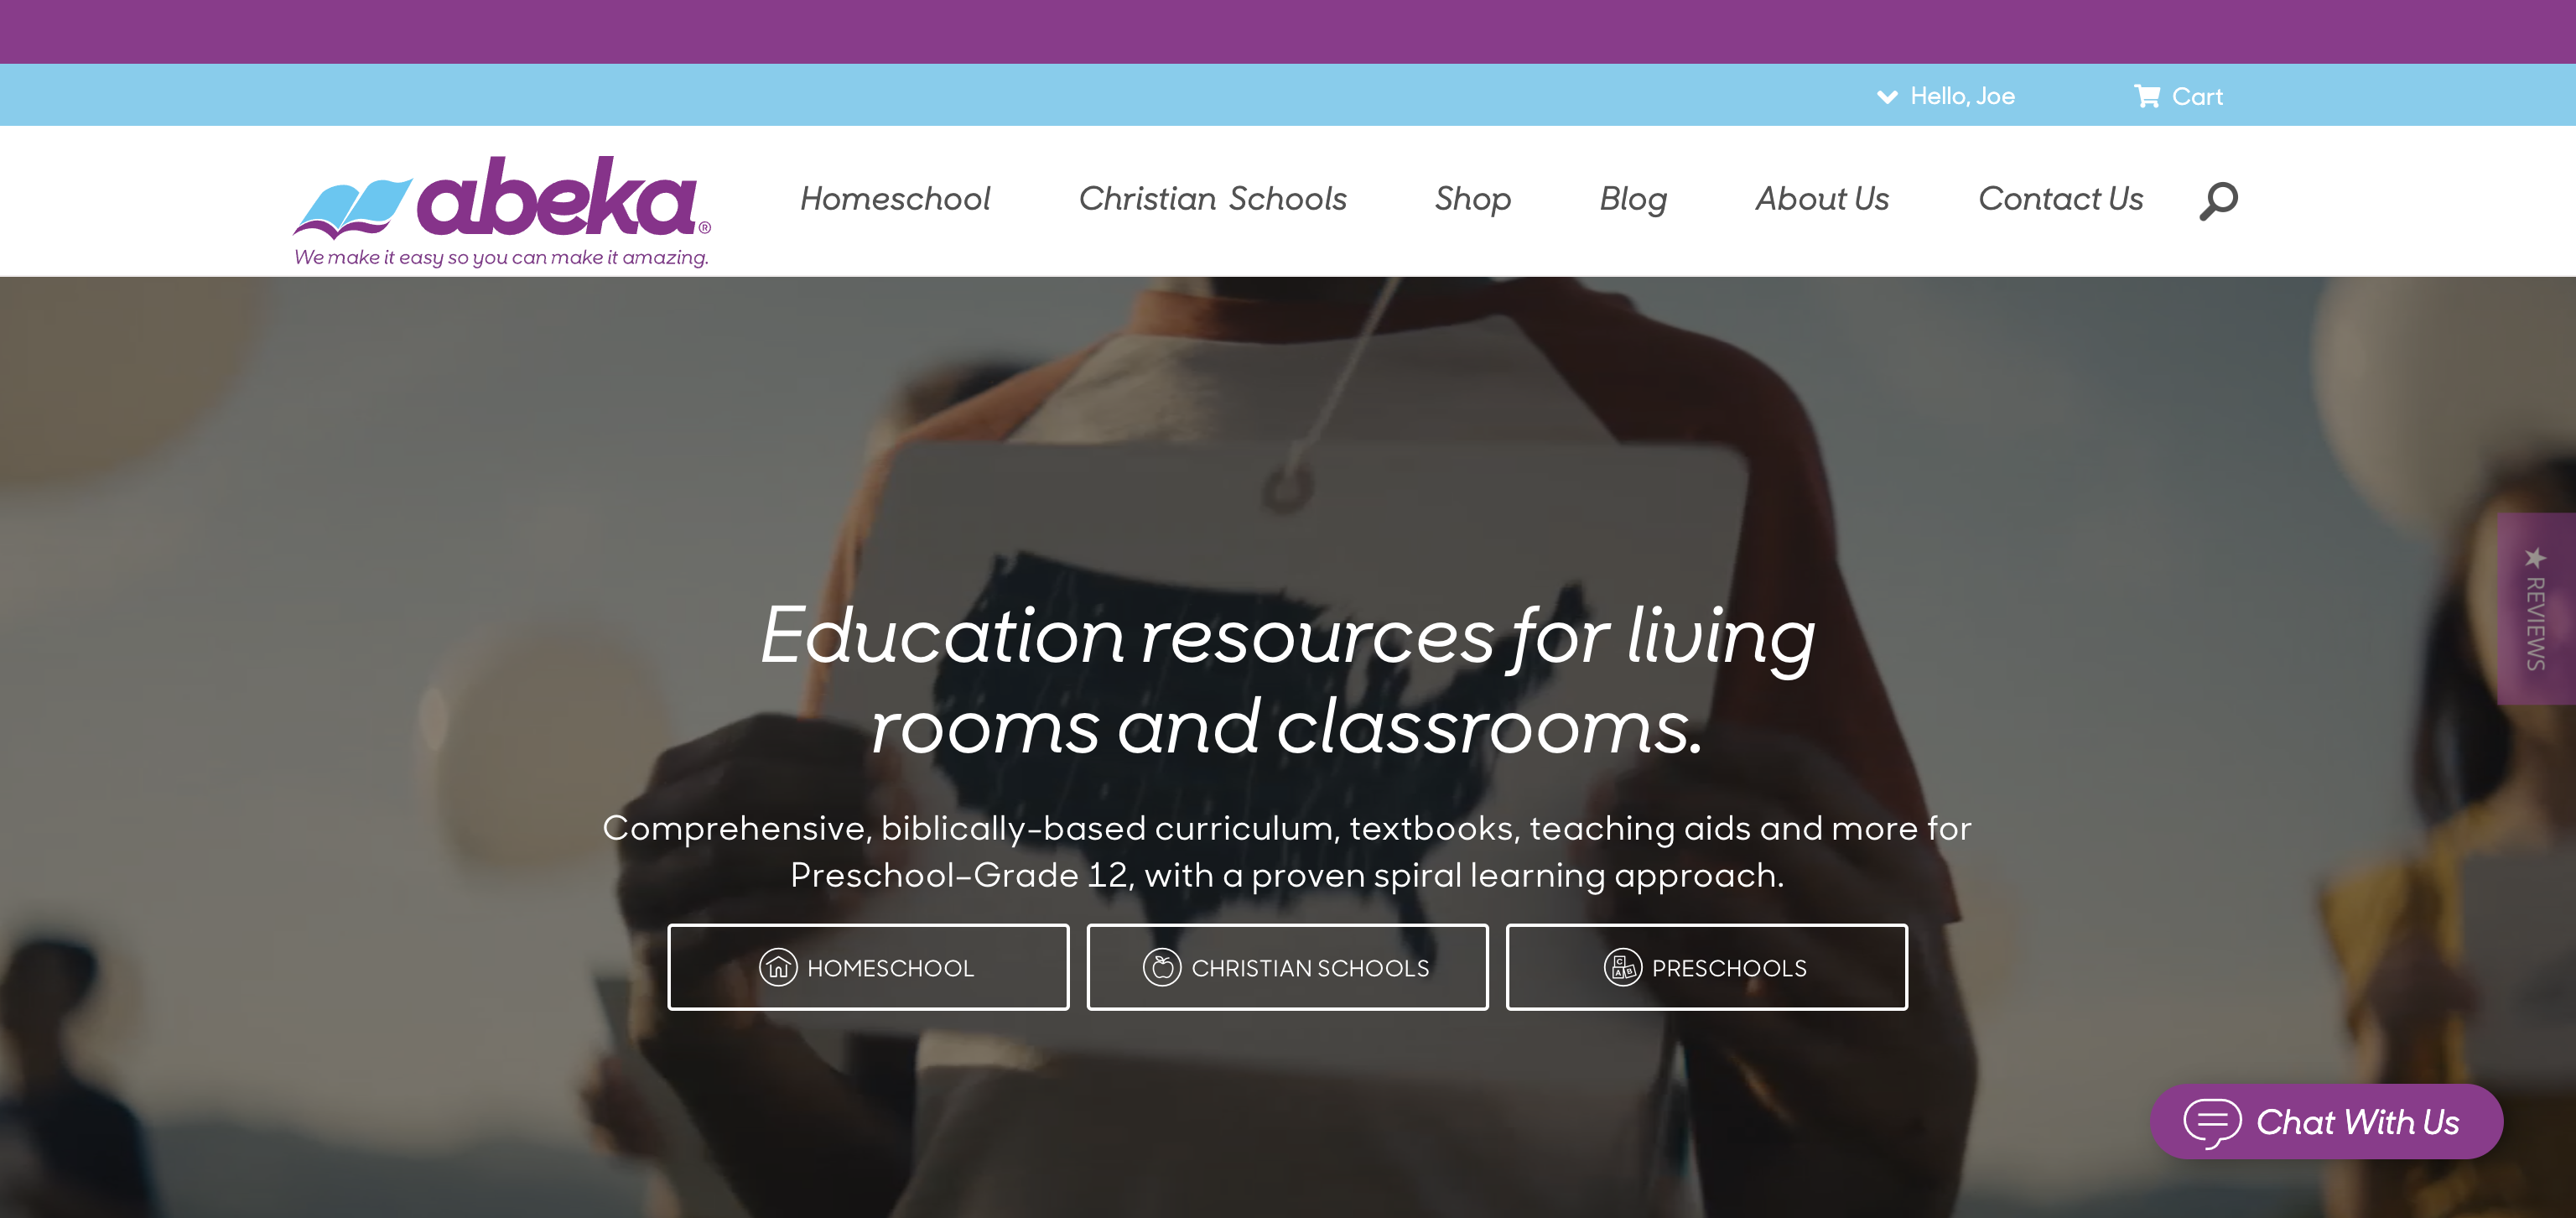 Hello, Joe
Cart
abeka®
We make it easy so you can make it amazing.
Homeschool
Christian Schools
Shop
Blog
About Us
Contact Us
Education resources for living
rooms and classrooms.
★ REVIEWS
Comprehensive, biblically-based curriculum, textbooks, teaching aids and more for
Preschool–Grade 12, with a proven spiral learning approach.
HOMESCHOOL
CHRISTIAN SCHOOLS
C
A B
PRESCHOOLS
Chat With Us